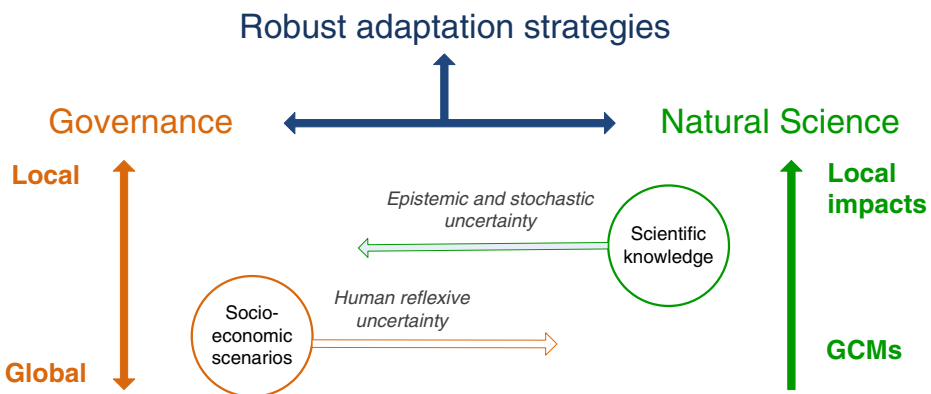 Robust adaptation strategies
Governance
Natural Science
Local
Local
impacts
Epistemic and stochastic
uncertainty
Scientific
knowledge
Human reflexive
uncertainty
Socio-
economic
scenarios
GCMs
Global